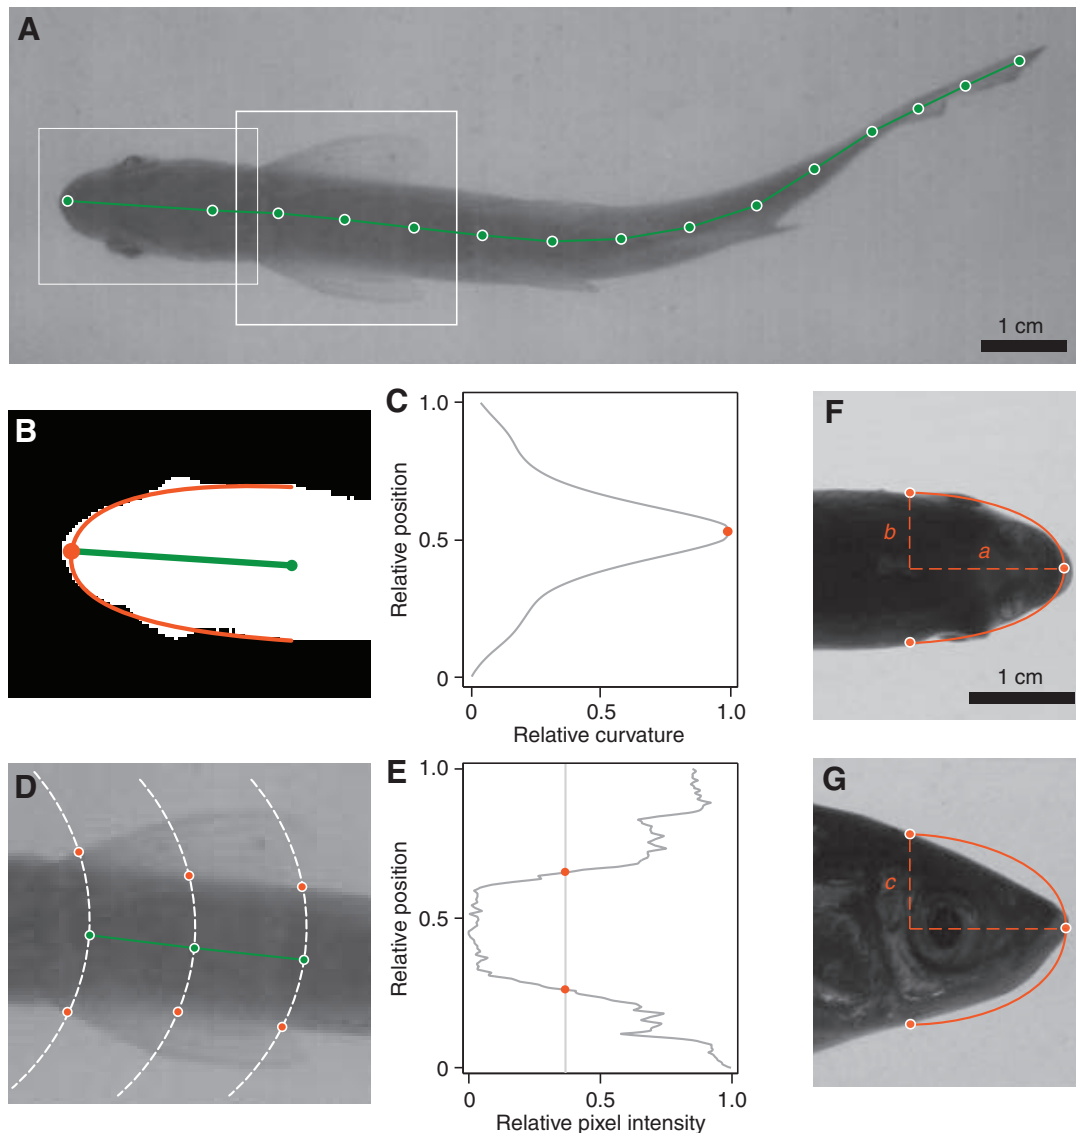 A
1 cm
B
C
1.0
0.5
0
Relative position
0
0.5
1.0
Relative curvature
F
b
a
1 cm
D
E
1.0
0.5
0
Relative position
0
0.5
1.0
Relative pixel intensity
G
c